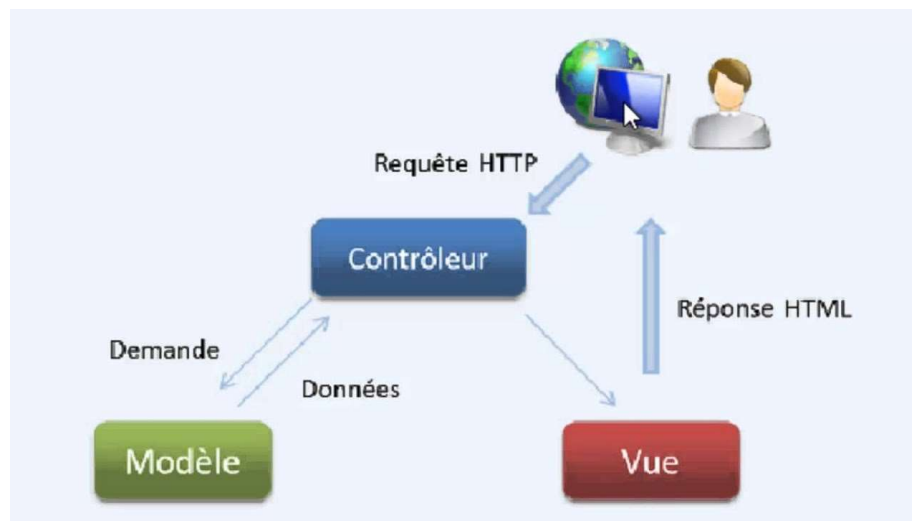 Requête HTTP
Contrôleur
Réponse HTML
Demande
Données
Modèle
Vue